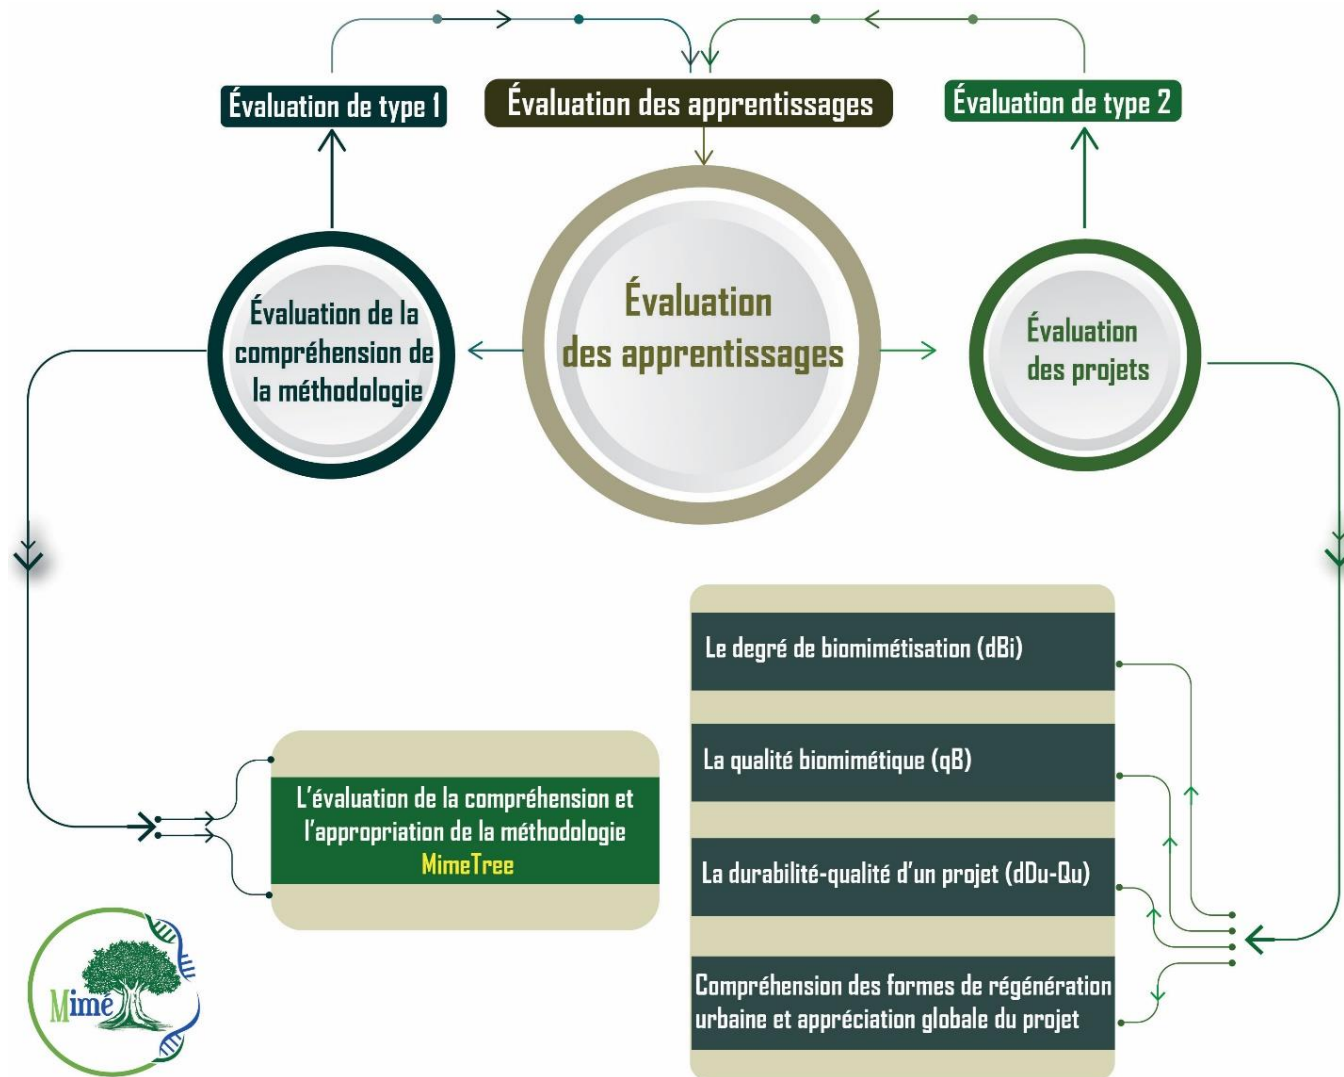 Évaluation de type 1
Évaluation des apprentissages
Évaluation de type 2
Évaluation de la
compréhension de
la méthodologie
Évaluation
des apprentissages
Évaluation
des projets
L'évaluation de la compréhension et
l'appropriation de la méthodologie
MimeTree
Le degré de biomimétisation (dBi)
La qualité biomimétique (qB)
La durabilité-qualité d'un projet (dDu-Qu)
Compréhension des formes de régénération
urbaine et appréciation globale du projet
Mimé